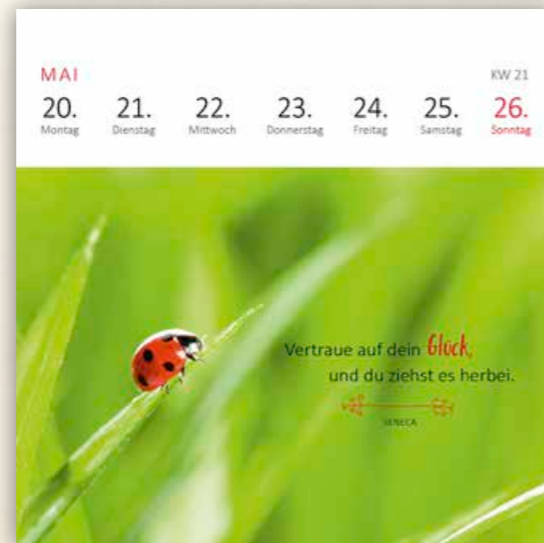 MAI KW 21
20. 21. 22. 23. 24. 25. 26.
Montag Dienstag Mittwoch Donnerstag Freitag Samstag Sonntag
Vertraue auf dein Glück,
und du ziehst es herbei.
SENECA